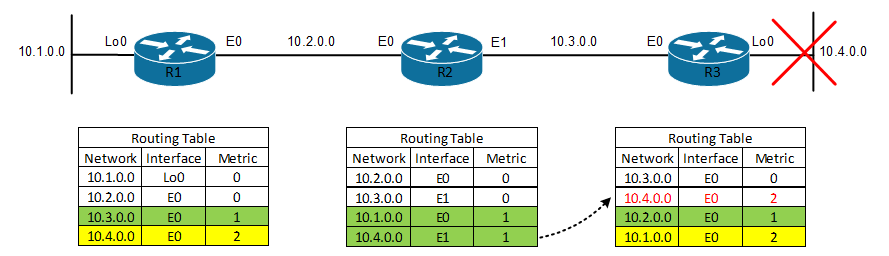 10.1.0.0 Lo0 E0 10.2.0.0 E0 E1 10.3.0.0 E0 Lo0 10.4.0.0
R1 R2 R3
Routing Table
Network Interface Metric
10.1.0.0 Lo0 0
10.2.0.0 E0 0
10.3.0.0 E0 1
10.4.0.0 E0 2
Routing Table
Network Interface Metric
10.2.0.0 E0 0
10.3.0.0 E1 0
10.1.0.0 E0 1
10.4.0.0 E1 1
Routing Table
Network Interface Metric
10.3.0.0 E0 0
10.4.0.0 E0 2
10.2.0.0 E0 1
10.1.0.0 E0 2